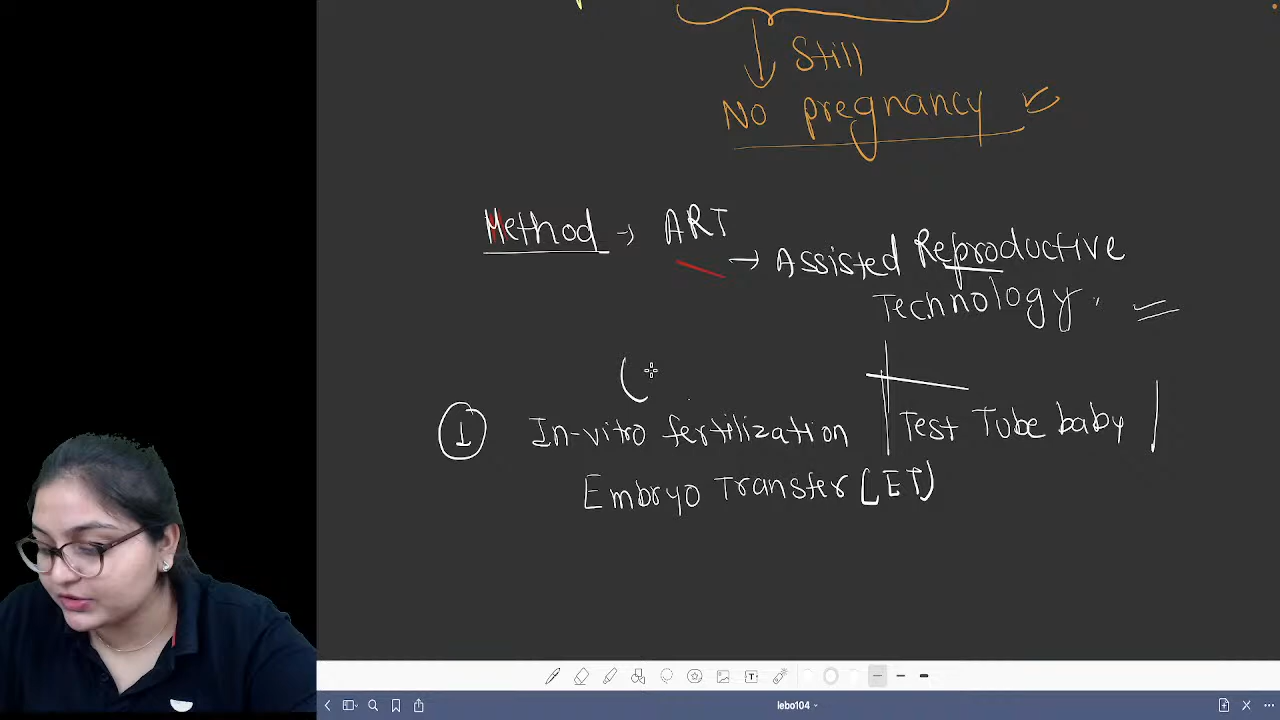 Still
No pregnancy
Method → ART
→ Assisted Reproductive
Technology.
1 In-vitro fertilization Test Tube baby
Embryo Transfer (ET)
lebo104